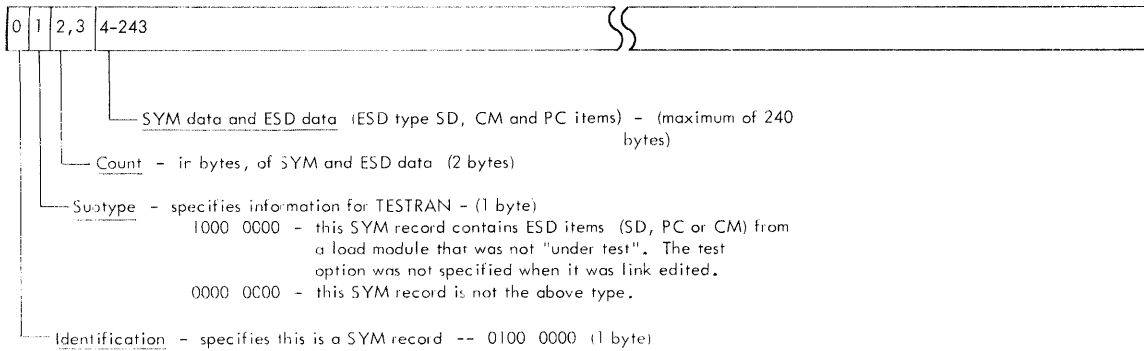 0 1 2,3 4-243
SYM data and ESD data (ESD type SD, CM and PC items) - (maximum of 240
bytes)
Count - in bytes, of SYM and ESD data (2 bytes)
Subtype - specifies information for TESTRAN - (1 byte)
1000 0000 - this SYM record contains ESD items (SD, PC or CM) from
a load module that was not "under test". The test
option was not specified when it was link edited.
0000 0000 - this SYM record is not the above type.
Identification - specifies this is a SYM record -- 0100 0000 (1 byte)